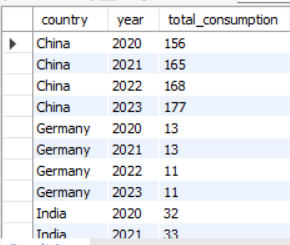 country year total_consumption
China 2020 156
China 2021 165
China 2022 168
China 2023 177
Germany 2020 13
Germany 2021 13
Germany 2022 11
Germany 2023 11
India 2020 32
India 2021 33